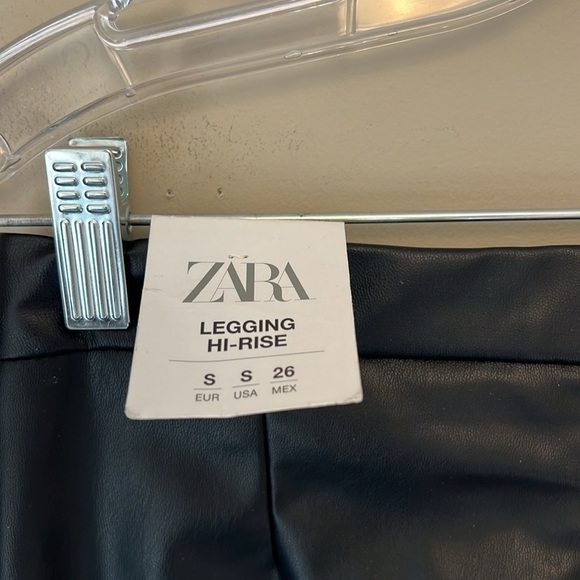 ZARA
LEGGING
HI-RISE
S S 26
EUR USA MEX